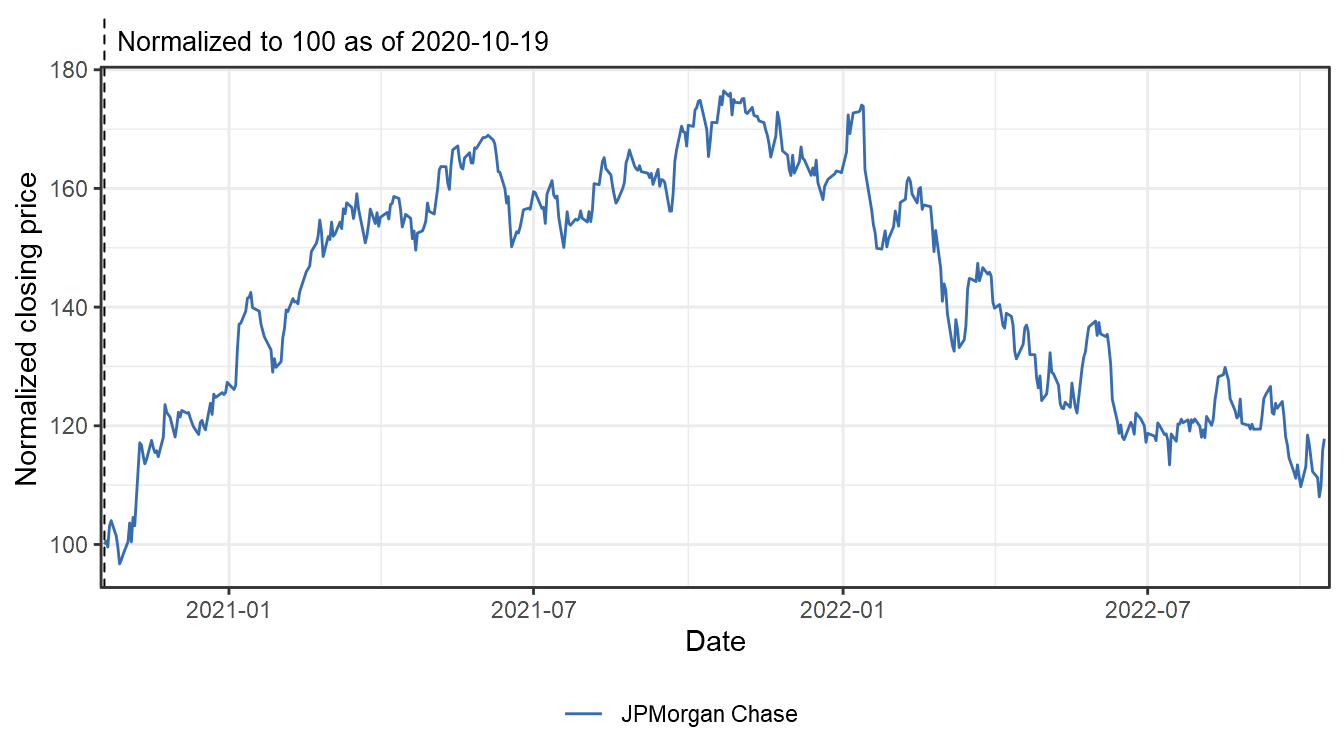 Normalized to 100 as of 2020-10-19
180
160
140
120
100
Normalized closing price
2021-01 2021-07 2022-01 2022-07
Date
JPMorgan Chase